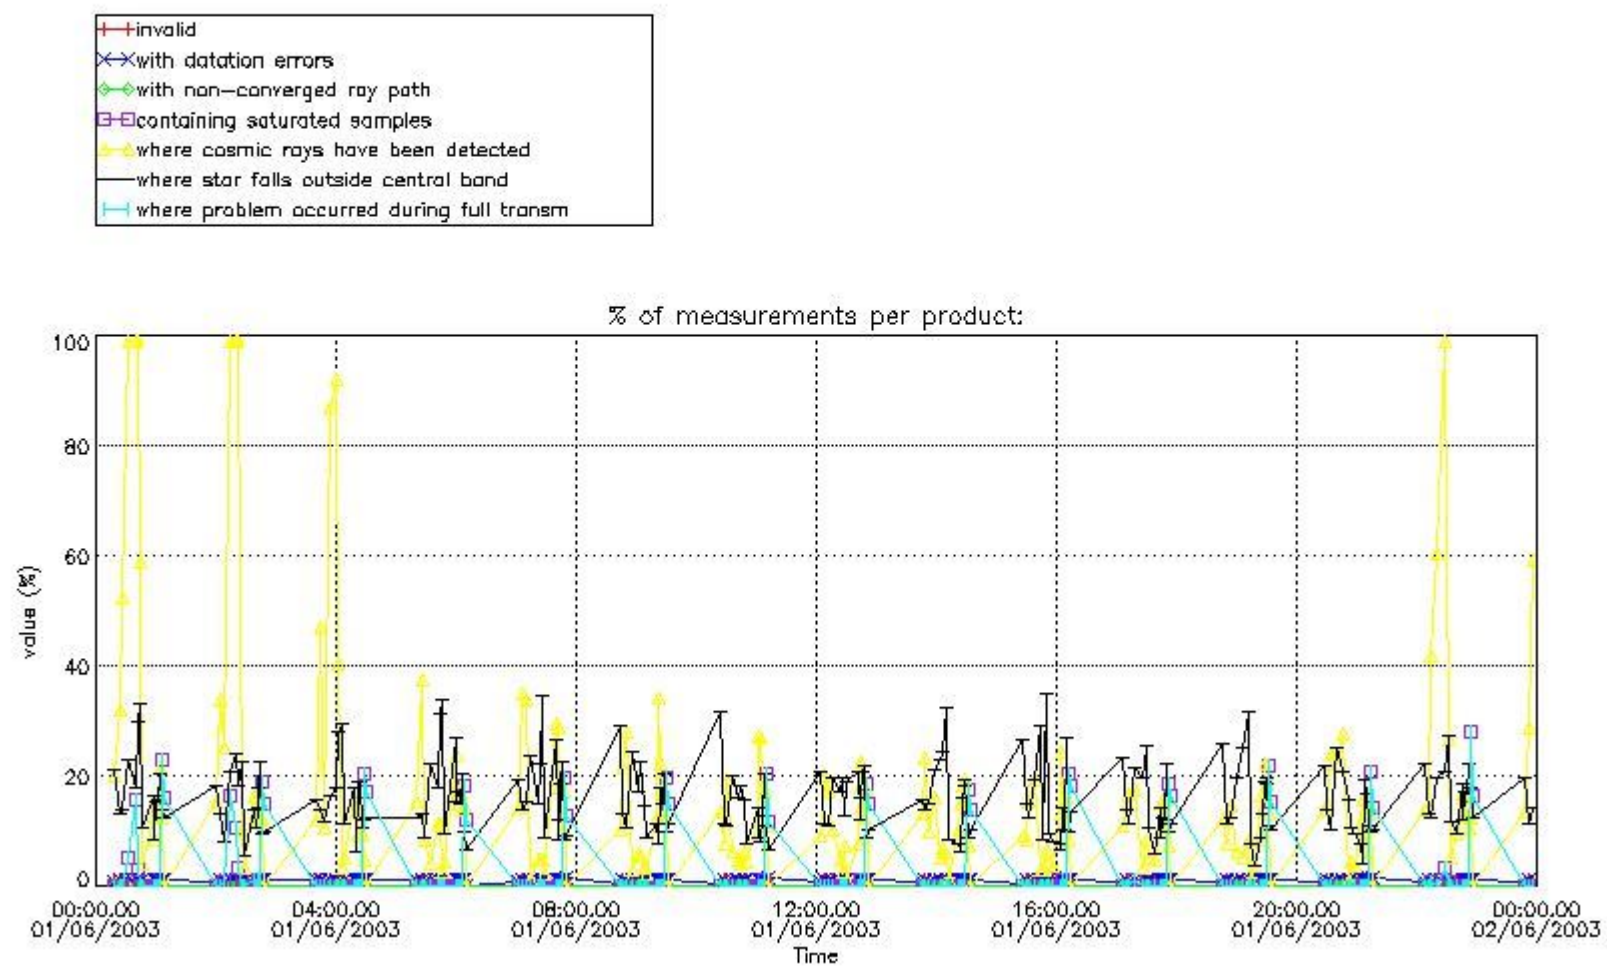 invalid
with datation errors
with non-converged ray path
containing saturated samples
where cosmic rays have been detected
where star falls outside central band
where problem occurred during full transm
% of measurements per product:
100
80
60
40
20
0
value (%)
00:00:00 04:00:00 08:00:00 12:00:00 16:00:00 20:00:00 00:00:00
01/06/2003 01/06/2003 01/06/2003 01/06/2003 01/06/2003 01/06/2003 02/06/2003
Time